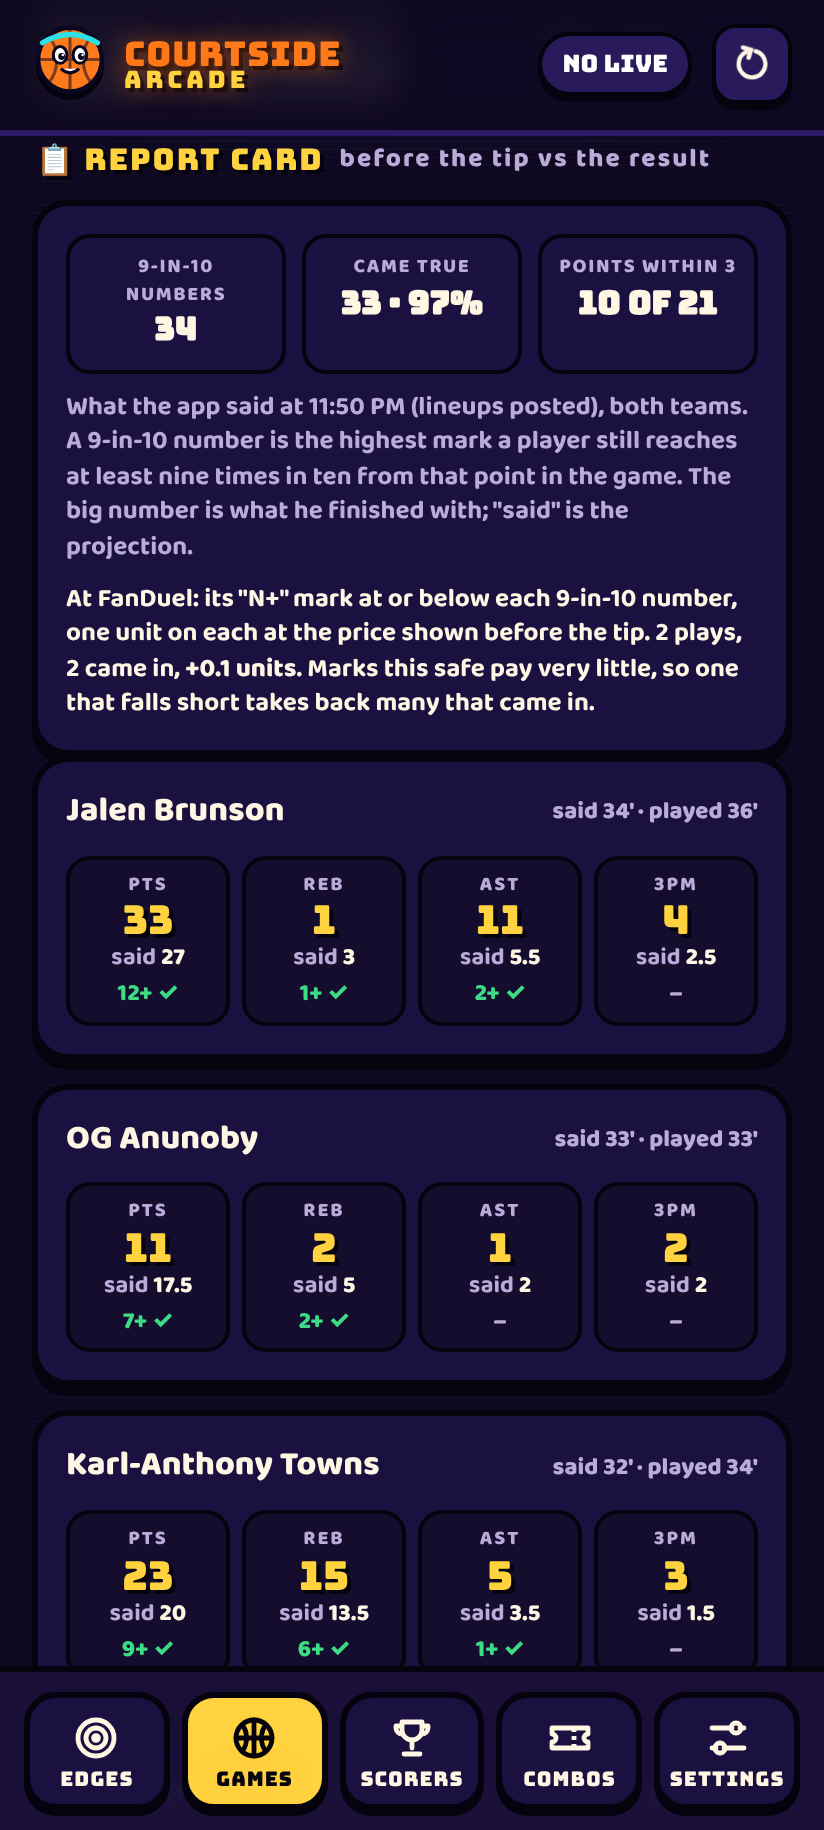 COURTSIDE
ARCADE
NO LIVE
REPORT CARD before the tip vs the result
9-IN-10
NUMBERS
34
CAME TRUE
33 · 97%
POINTS WITHIN 3
10 OF 21
What the app said at 11:50 PM (lineups posted), both teams.
A 9-in-10 number is the highest mark a player still reaches
at least nine times in ten from that point in the game. The
big number is what he finished with; "said" is the
projection.
At FanDuel: its "N+" mark at or below each 9-in-10 number,
one unit on each at the price shown before the tip. 2 plays,
2 came in, +0.1 units. Marks this safe pay very little, so one
that falls short takes back many that came in.
Jalen Brunson
said 34' · played 36'
PTS
33
said 27
12+ ✓
REB
1
said 3
1+ ✓
AST
11
said 5.5
2+ ✓
3PM
4
said 2.5
–
OG Anunoby
said 33' · played 33'
PTS
11
said 17.5
7+ ✓
REB
2
said 5
2+ ✓
AST
1
said 2
–
3PM
2
said 2
–
Karl-Anthony Towns
said 32' · played 34'
PTS
23
said 20
9+ ✓
REB
15
said 13.5
6+ ✓
AST
5
said 3.5
1+ ✓
3PM
3
said 1.5
–
EDGES
GAMES
SCORERS
COMBOS
SETTINGS